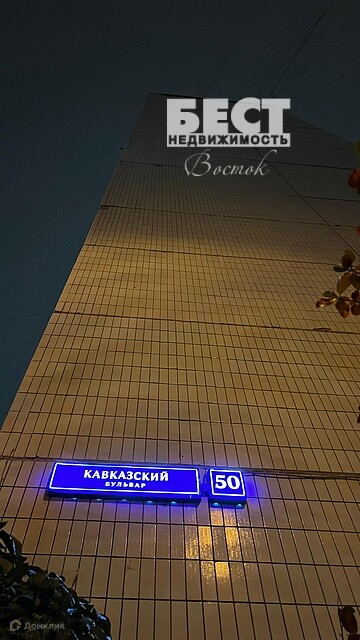 БЕСТ
НЕДВИЖИМОСТЬ
Восток
КАВКАЗСКИЙ
БУЛЬВАР
50
Домклик